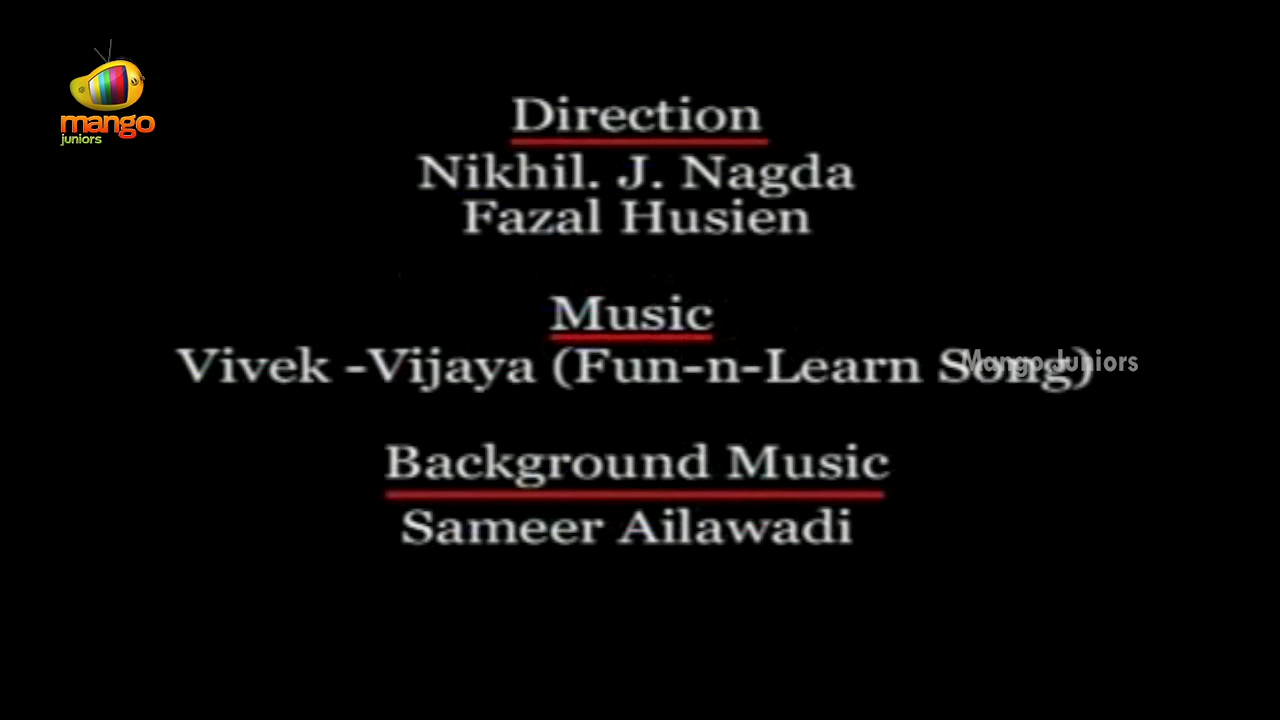 mango
juniors
Direction
Nikhil. J. Nagda
Fazal Husien
Music
Vivek -Vijaya (Fun-n-Learn Song)
Mango Juniors
Background Music
Sameer Ailawadi